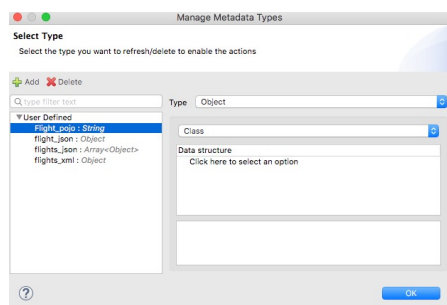 Manage Metadata Types
Select Type
Select the type you want to refresh/delete to enable the actions
Add Delete
type filter text
Type Object
User Defined
Flight_pojo : String
flight_json : Object
flights_json : Array<Object>
flights_xml : Object
Class
Data structure
Click here to select an option
?
OK